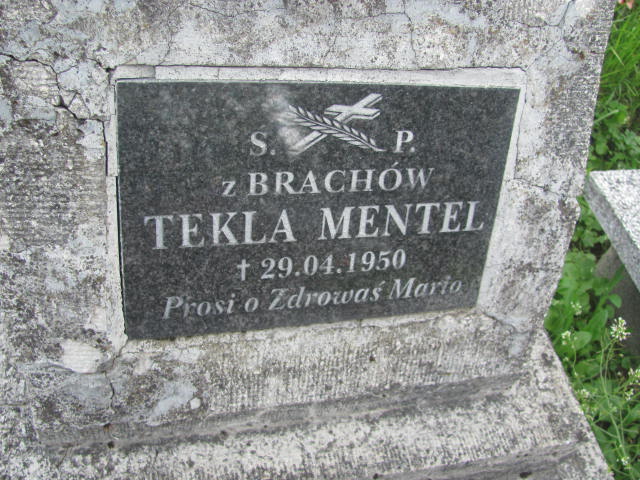 S. P.
z BRACHÓW
TEKLA MENTEL
† 29.04.1950
Prosi o Zdrowaś Mario